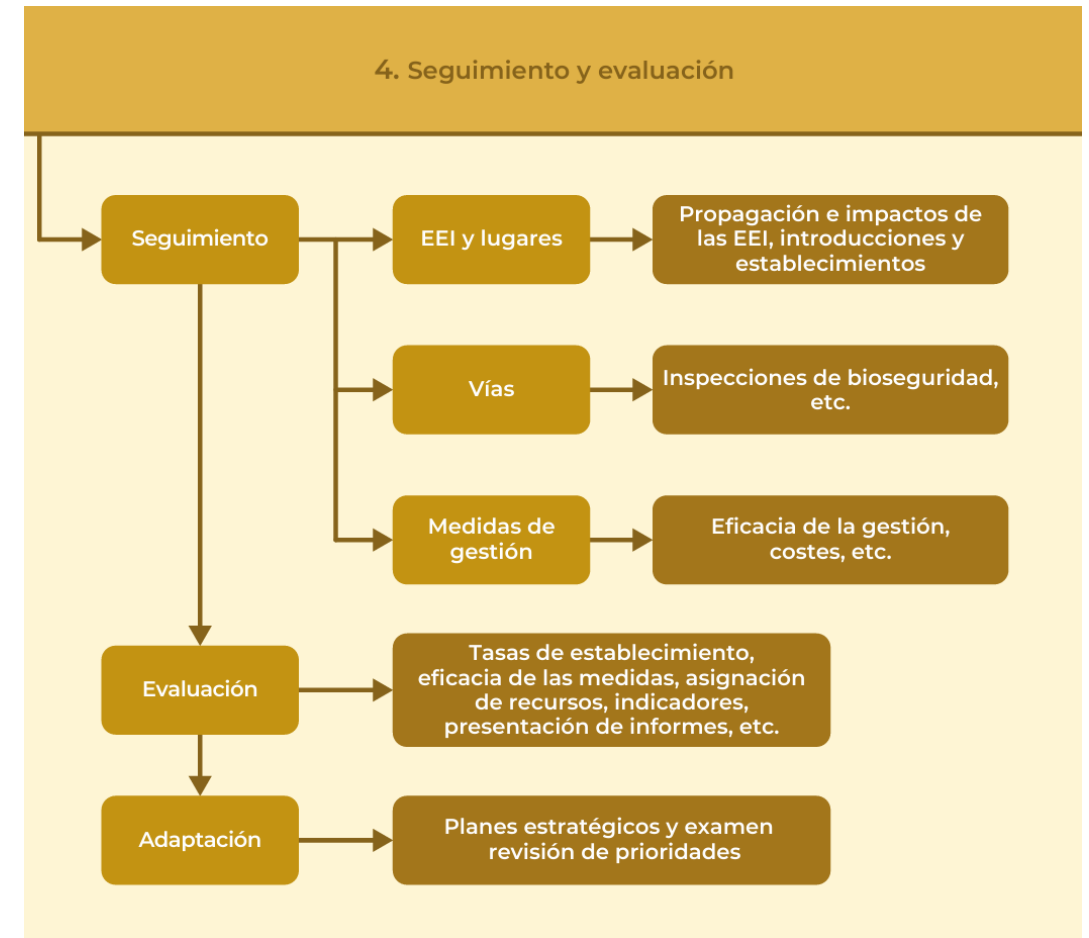 4. Seguimiento y evaluación
Seguimiento
EEI y lugares
Propagación e impactos de
las EEI, introducciones y
establecimientos
Vías
Inspecciones de bioseguridad,
etc.
Medidas de
gestión
Eficacia de la gestión,
costes, etc.
Evaluación
Tasas de establecimiento,
eficacia de las medidas, asignación
de recursos, indicadores,
presentación de informes, etc.
Adaptación
Planes estratégicos y examen
revisión de prioridades